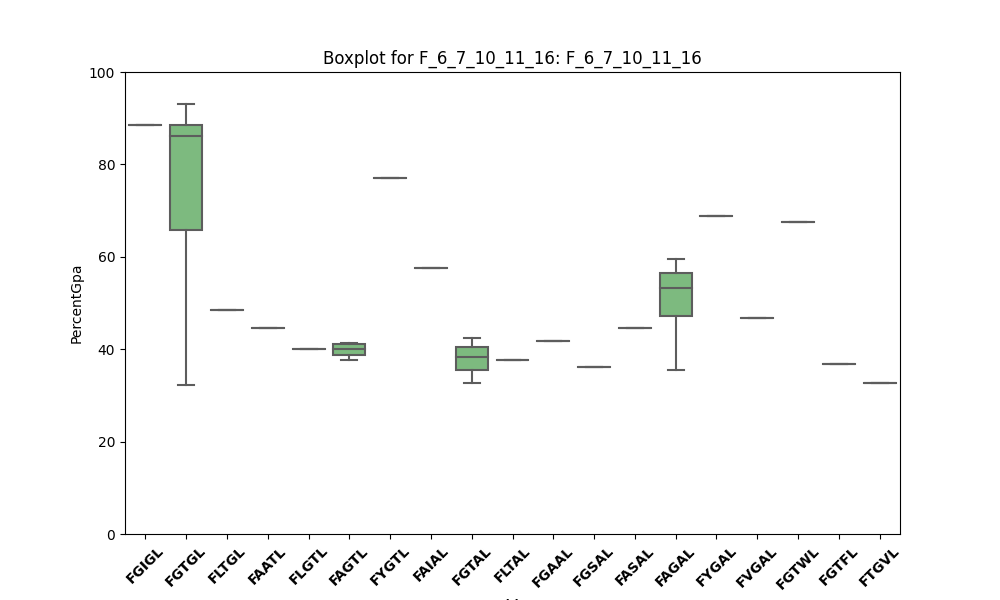 Boxplot for F_6_7_10_11_16: F_6_7_10_11_16
100
80
60
40
20
0
PercentGpa
FGIGL
FGTGL
FLTGL
FAATL
FLGTL
FAGTL
FYGTL
FAIAL
FGTAL
FLTAL
FGAAL
FGSAL
FASAL
FAGAL
FYGAL
FVGAL
FGTWL
FGTFL
FTGVL